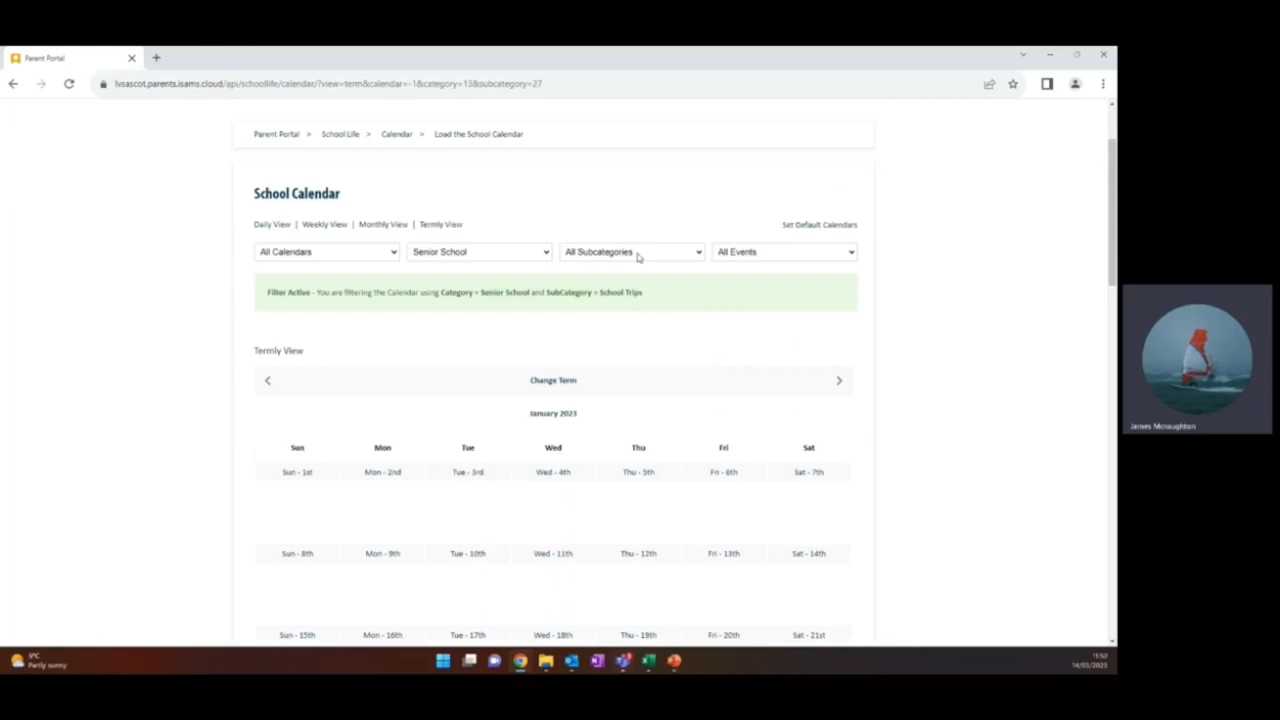 Parent Portal
lvsascot.parents.isams.cloud/api/schoollife/calendar/?view=term&calendar=-1&category=13&subcategory=27
Parent Portal > School Life > Calendar > Load the School Calendar
School Calendar
Daily View | Weekly View | Monthly View | Termly View Set Default Calendars
All Calendars Senior School All Subcategories All Events
Filter Active - You are filtering the Calendar using Category = Senior School and SubCategory = School Trips
Termly View
Change Term
January 2023
Sun Mon Tue Wed Thu Fri Sat
Sun - 1st Mon - 2nd Tue - 3rd Wed - 4th Thu - 5th Fri - 6th Sat - 7th
Sun - 8th Mon - 9th Tue - 10th Wed - 11th Thu - 12th Fri - 13th Sat - 14th
Sun - 15th Mon - 16th Tue - 17th Wed - 18th Thu - 19th Fri - 20th Sat - 21st
James Mcnaughton
5°C
Partly sunny
11:50
14/03/2023